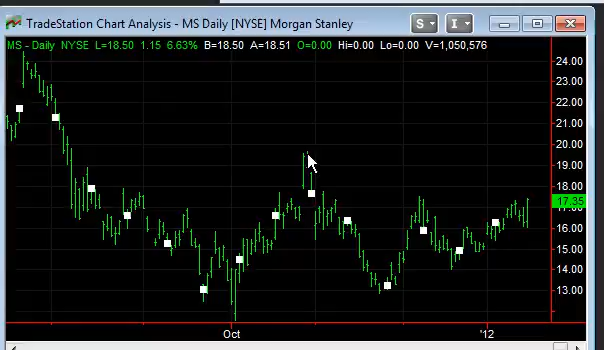 TradeStation Chart Analysis - MS Daily [NYSE] Morgan Stanley
S
I
MS - Daily NYSE L=18.50 1.15 6.63% B=18.50 A=18.51 O=0.00 Hi=0.00 Lo=0.00 V=1,050,576
24.00
23.00
22.00
21.00
20.00
19.00
18.00
17.35
16.00
15.00
14.00
13.00
Oct
'12